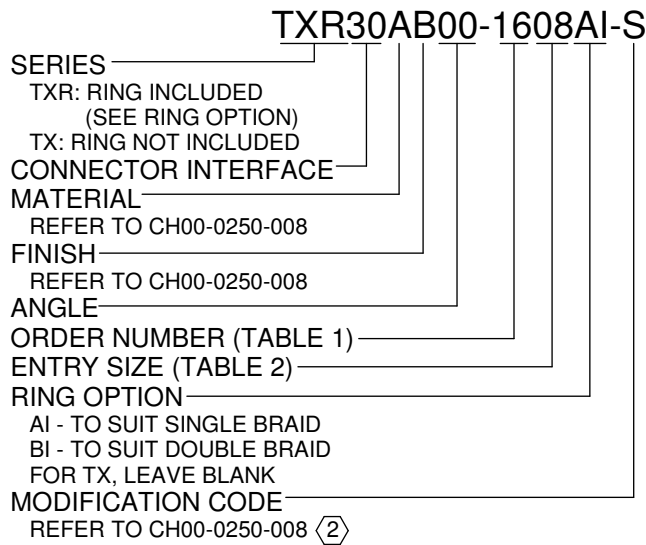 TXR30AB00-1608AI-S
SERIES
TXR: RING INCLUDED
(SEE RING OPTION)
TX: RING NOT INCLUDED
CONNECTOR INTERFACE
MATERIAL
REFER TO CH00-0250-008
FINISH
REFER TO CH00-0250-008
ANGLE
ORDER NUMBER (TABLE 1)
ENTRY SIZE (TABLE 2)
RING OPTION
AI - TO SUIT SINGLE BRAID
BI - TO SUIT DOUBLE BRAID
FOR TX, LEAVE BLANK
MODIFICATION CODE
REFER TO CH00-0250-008 2